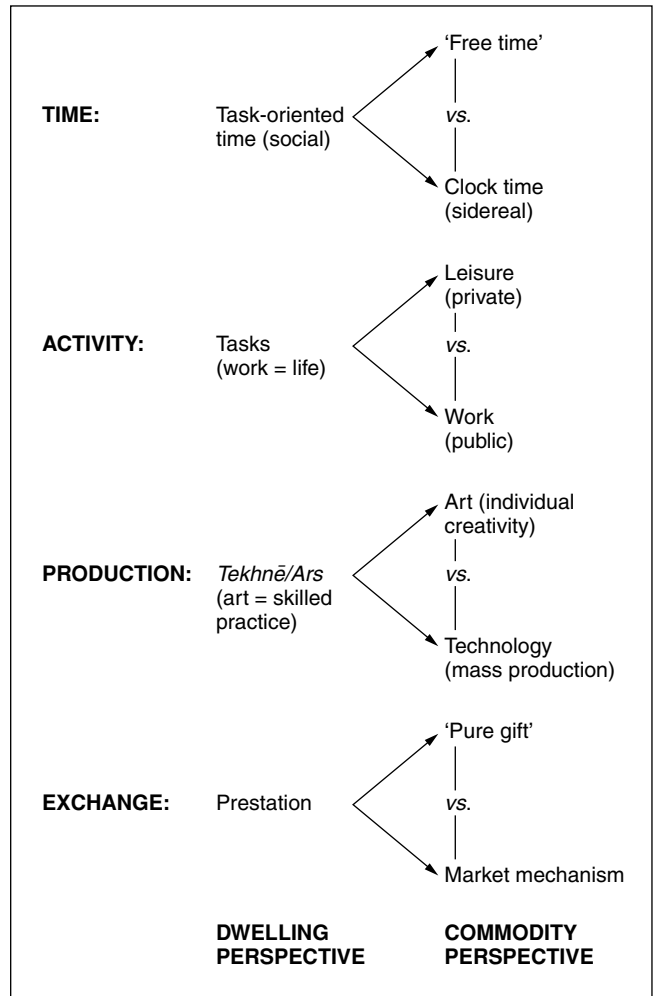 ‘Free time’
TIME: Task-oriented time (social) vs.
Clock time
(sidereal)
Leisure
(private)
ACTIVITY: Tasks vs.
(work = life)
Work
(public)
Art (individual
creativity)
PRODUCTION: Tekhnē/Ars vs.
(art = skilled
practice)
Technology
(mass production)
‘Pure gift’
EXCHANGE: Prestation vs.
Market mechanism
DWELLING COMMODITY
PERSPECTIVE PERSPECTIVE